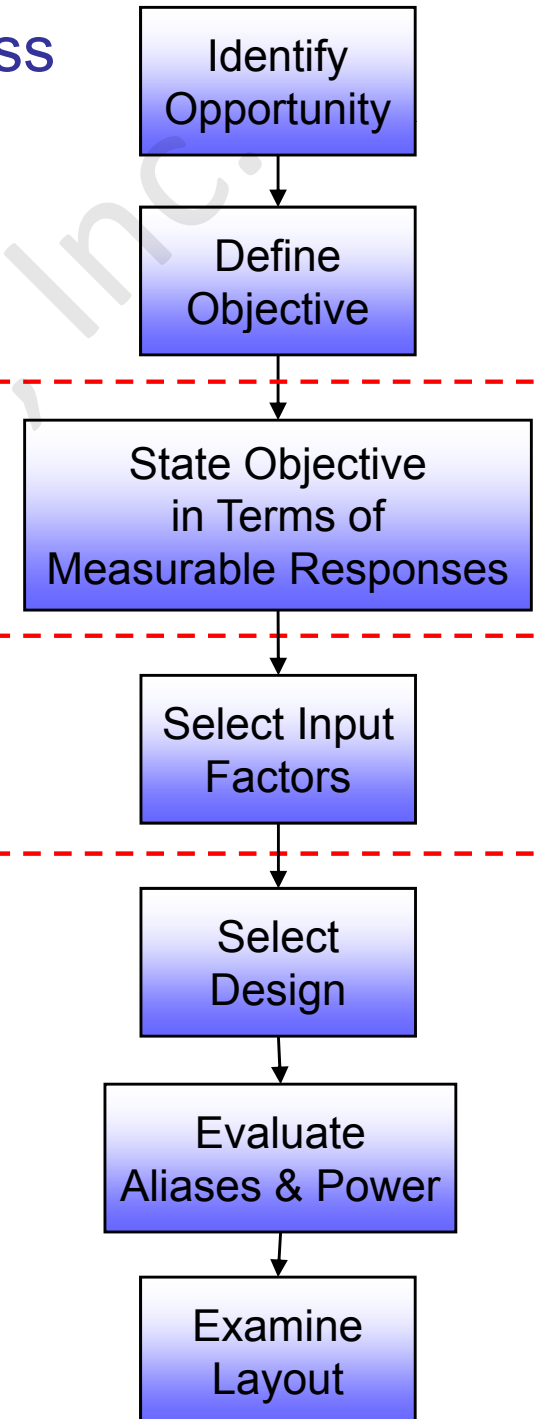 ss
Identify
Opportunity
, Inc.
Define
Objective
State Objective
in Terms of
Measurable Responses
Select Input
Factors
Select
Design
Evaluate
Aliases & Power
Examine
Layout